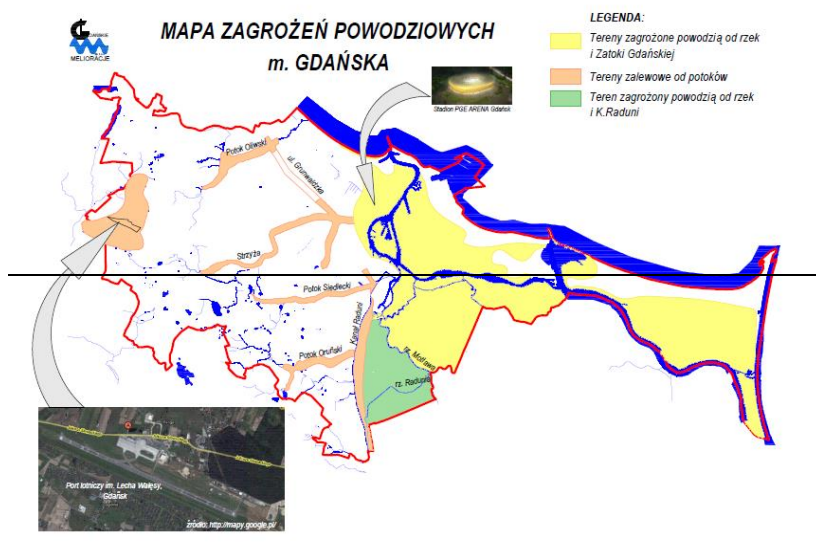 GDAŃSKIE
MELIORACJE
MAPA ZAGROŻEŃ POWODZIOWYCH
m. GDAŃSKA
LEGENDA:
Tereny zagrożone powodzią od rzek
i Zatoki Gdańskiej
Tereny zalewowe od potoków
Teren zagrożony powodzią od rzek
i K.Raduni
Stadion PGE ARENA Gdańsk
Potok Oliwski
ul. Grunwaldzka
Strzyża
Potok Siedlecki
Kanał Raduni
Potok Oruński
rz. Motława
rz. Radunia
Port lotniczy im. Lecha Wałęsy,
Gdańsk
źródło; http://mapy.google.pl/